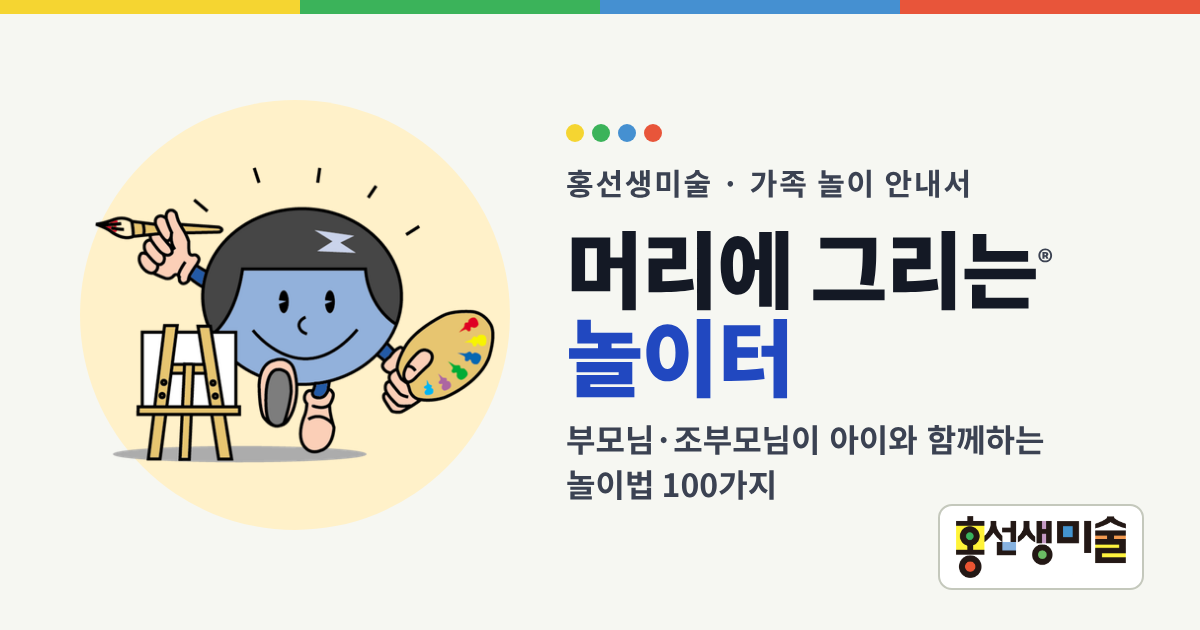 홍선생미술 · 가족 놀이 안내서
머리에 그리는®
놀이터
부모님·조부모님이 아이와 함께하는
놀이법 100가지
홍선생미술